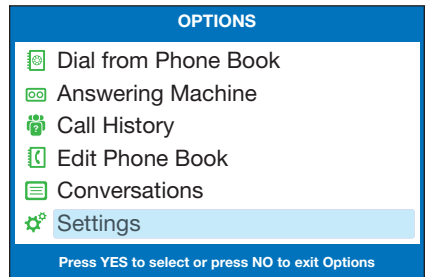 OPTIONS
Dial from Phone Book
Answering Machine
Call History
Edit Phone Book
Conversations
Settings
Press YES to select or press NO to exit Options